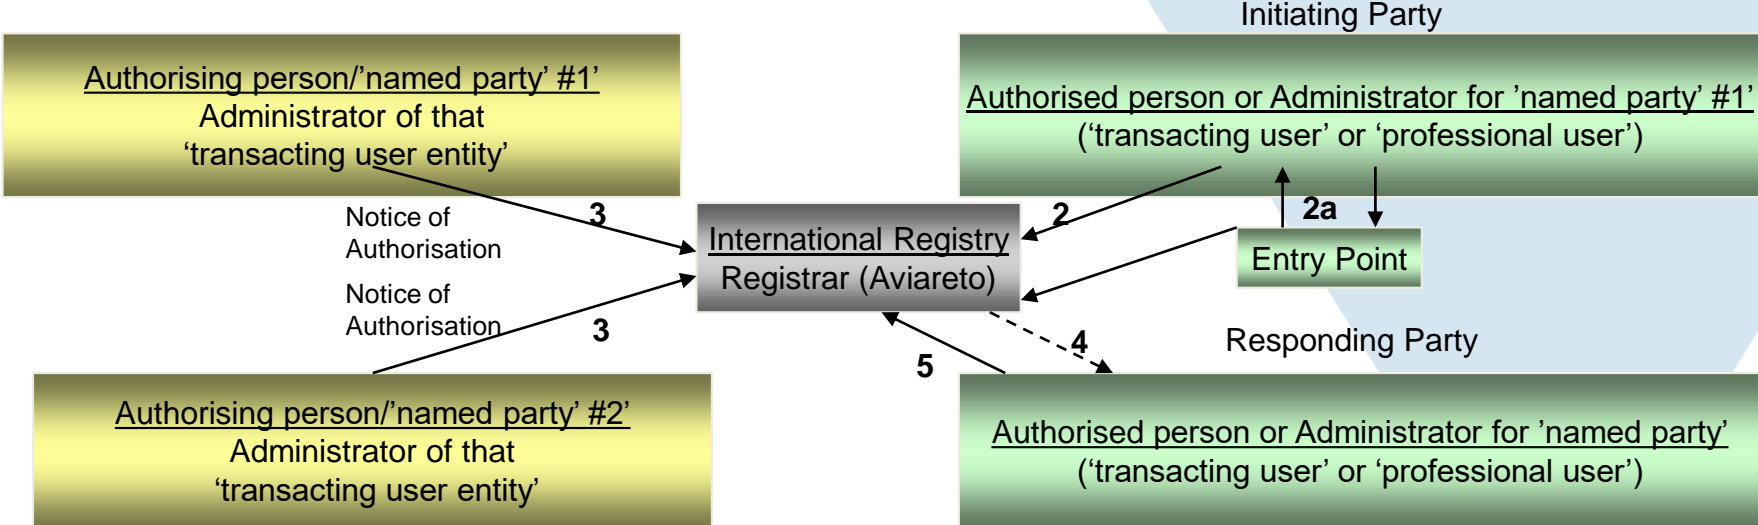 Initiating Party
Authorising person/’named party’ #1’
Administrator of that
‘transacting user entity’
Authorised person or Administrator for ’named party’ #1’
(‘transacting user’ or ‘professional user’)
Notice of
Authorisation
3
2
2a
International Registry
Registrar (Aviareto)
Entry Point
Notice of
Authorisation
3
4
5
Responding Party
Authorising person/’named party’ #2’
Administrator of that
‘transacting user entity’
Authorised person or Administrator for ’named party’
(‘transacting user’ or ‘professional user’)